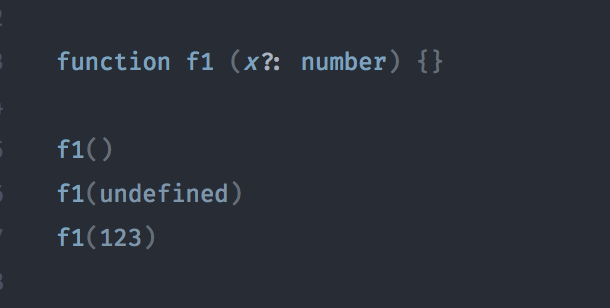 function f1 (x?: number) {}
f1()
f1(undefined)
f1(123)